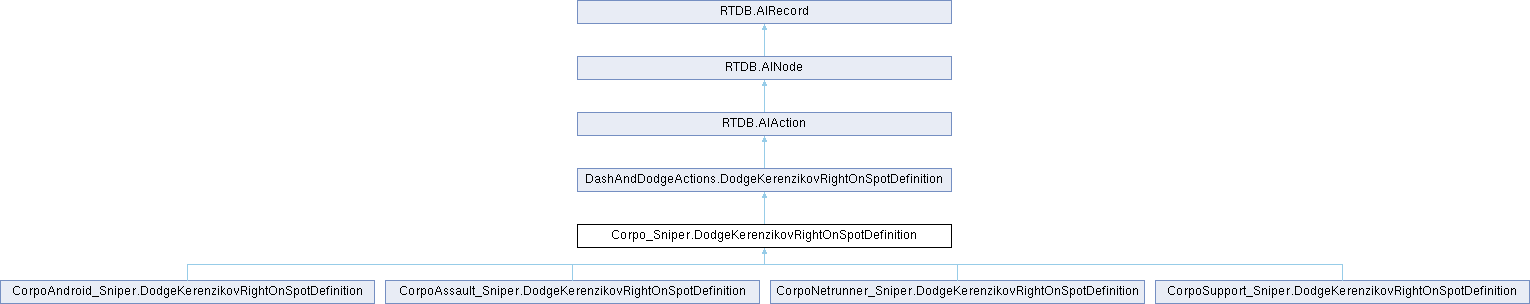 RTDB.AIRecord
RTDB.AINode
RTDB.AIAction
DashAndDodgeActions.DodgeKerenzikovRightOnSpotDefinition
Corpo_Sniper.DodgeKerenzikovRightOnSpotDefinition
CorpoAndroid_Sniper.DodgeKerenzikovRightOnSpotDefinition
CorpoAssault_Sniper.DodgeKerenzikovRightOnSpotDefinition
CorpoNetrunner_Sniper.DodgeKerenzikovRightOnSpotDefinition
CorpoSupport_Sniper.DodgeKerenzikovRightOnSpotDefinition